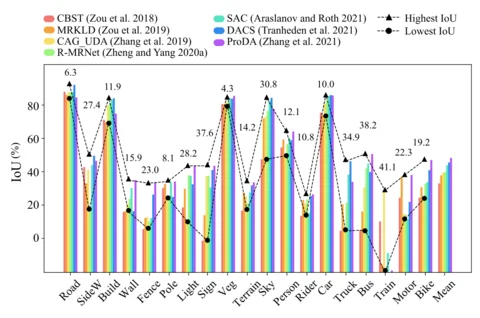 CBST (Zou et al. 2018)
MRKLD (Zou et al. 2019)
CAG_UDA (Zhang et al. 2019)
R-MRNet (Zheng and Yang 2020a)
SAC (Araslanov and Roth 2021)
DACS (Tranheden et al. 2021)
ProDA (Zhang et al. 2021)
Highest IoU
Lowest IoU
6.3
27.4
11.9
15.9
23.0
8.1
28.2
37.6
4.3
14.2
30.8
12.1
10.8
10.0
34.9
38.2
41.1
22.3
19.2
IoU (%)
80
60
40
20
0
Road
SideW
Build
Wall
Fence
Pole
Light
Sign
Veg
Terrain
Sky
Person
Rider
Car
Truck
Bus
Train
Motor
Bike
Mean